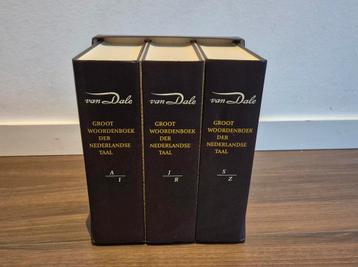 van Dale
GROOT
WOORDENBOEK
DER
NEDERLANDSE
TAAL
A
I
van Dale
GROOT
WOORDENBOEK
DER
NEDERLANDSE
TAAL
J
R
van Dale
GROOT
WOORDENBOEK
DER
NEDERLANDSE
TAAL
S
Z